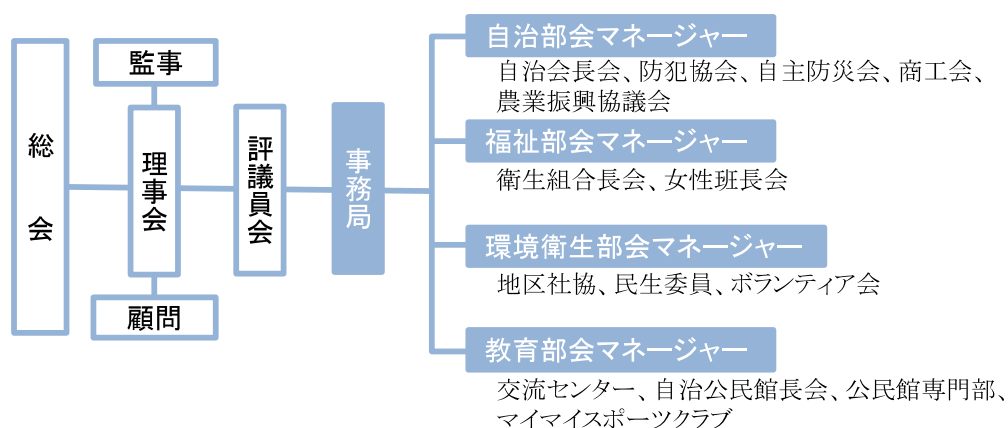 総会
監事
理事会
顧問
評議員会
事務局
自治部会マネージャー
自治会長会、防犯協会、自主防災会、商工会、
農業振興協議会
福祉部会マネージャー
衛生組合長会、女性班長会
環境衛生部会マネージャー
地区社協、民生委員、ボランティア会
教育部会マネージャー
交流センター、自治公民館長会、公民館専門部、
マイマイスポーツクラブ